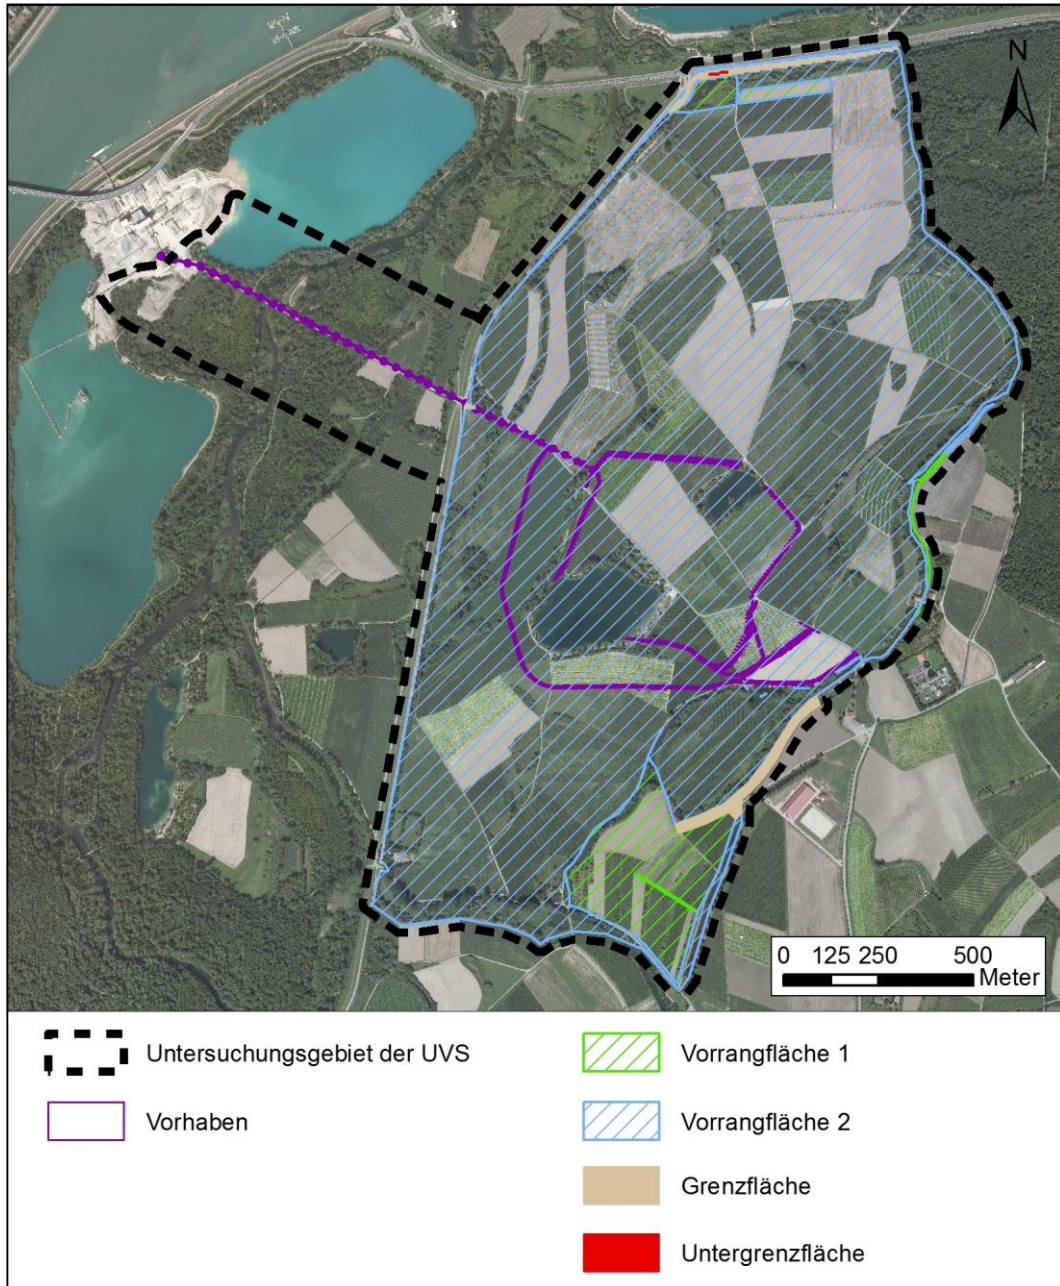 N
0 125 250 500
Meter
Untersuchungsgebiet der UVS
Vorhaben
Vorrangfläche 1
Vorrangfläche 2
Grenzfläche
Untergrenzfläche